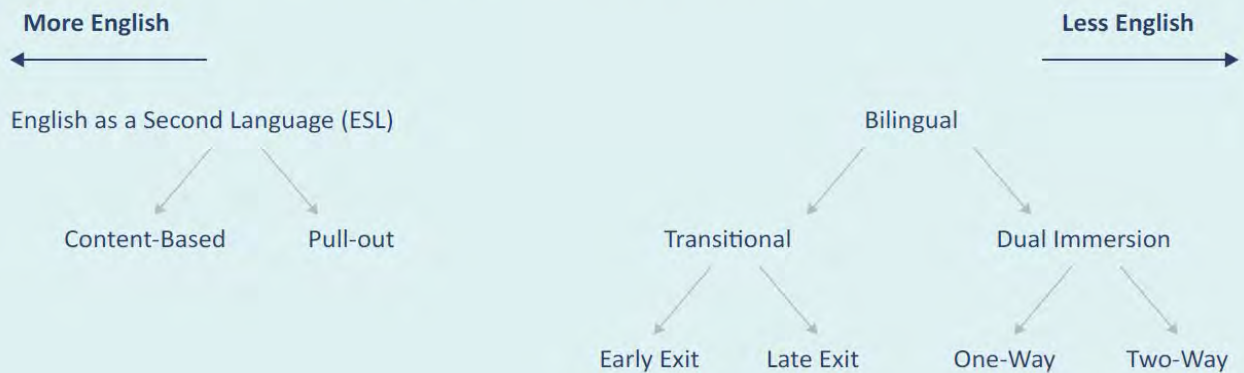 More English
Less English
English as a Second Language (ESL)
Bilingual
Content-Based
Pull-out
Transitional
Dual Immersion
Early Exit
Late Exit
One-Way
Two-Way